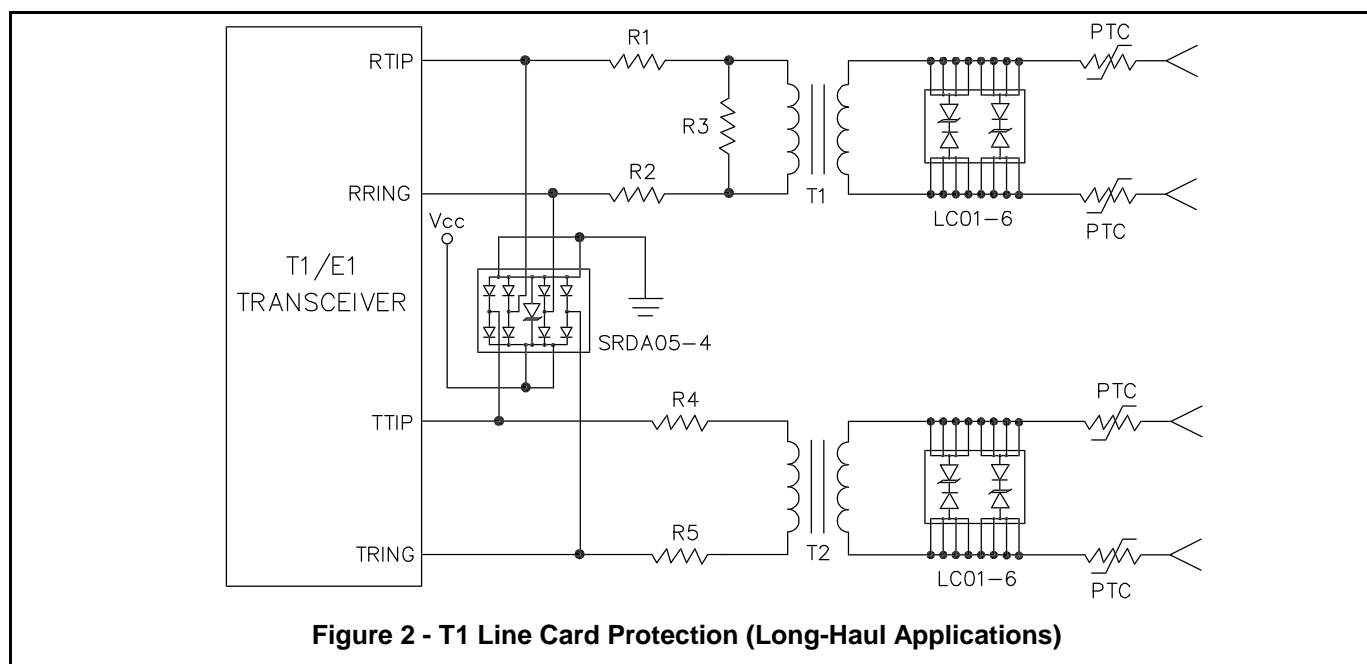 R1
PTC
RTIP
R3
R2
T1
RRING
LC01-6
PTC
Vcc
T1/E1
TRANSCEIVER
SRDA05-4
R4
PTC
TTIP
R5
T2
TRING
LC01-6
PTC
Figure 2 - T1 Line Card Protection (Long-Haul Applications)